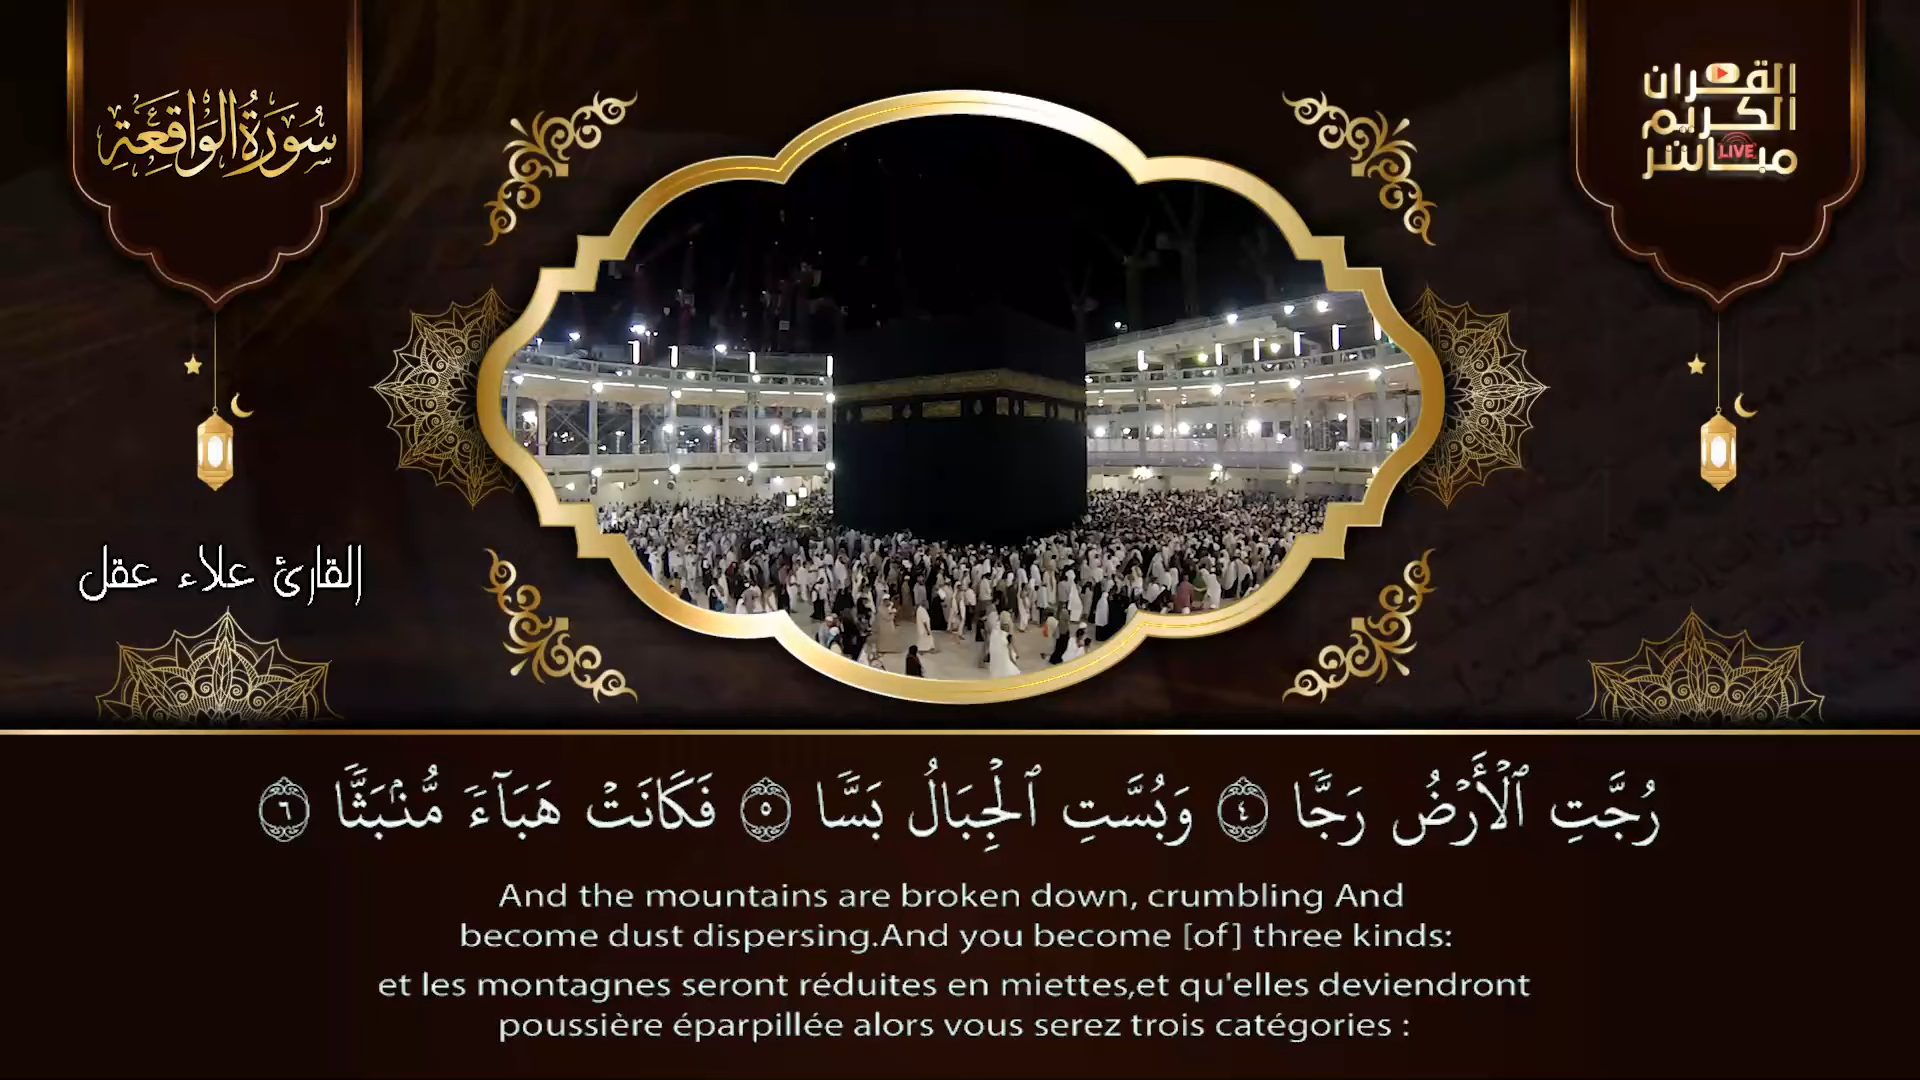 سُورَةُ الوَاقِعَة
القرآن
الكريم
مباشر
LIVE
القارئ علاء عقل
رُجَّتِ ٱلْأَرْضُ رَجًّا ٤ وَبُسَّتِ ٱلْجِبَالُ بَسًّا ٥ فَكَانَتْ هَبَآءً مُّنۢبَثًّا ٦
And the mountains are broken down, crumbling And
become dust dispersing.And you become [of] three kinds:
et les montagnes seront réduites en miettes,et qu'elles deviendront
poussière éparpillée alors vous serez trois catégories :